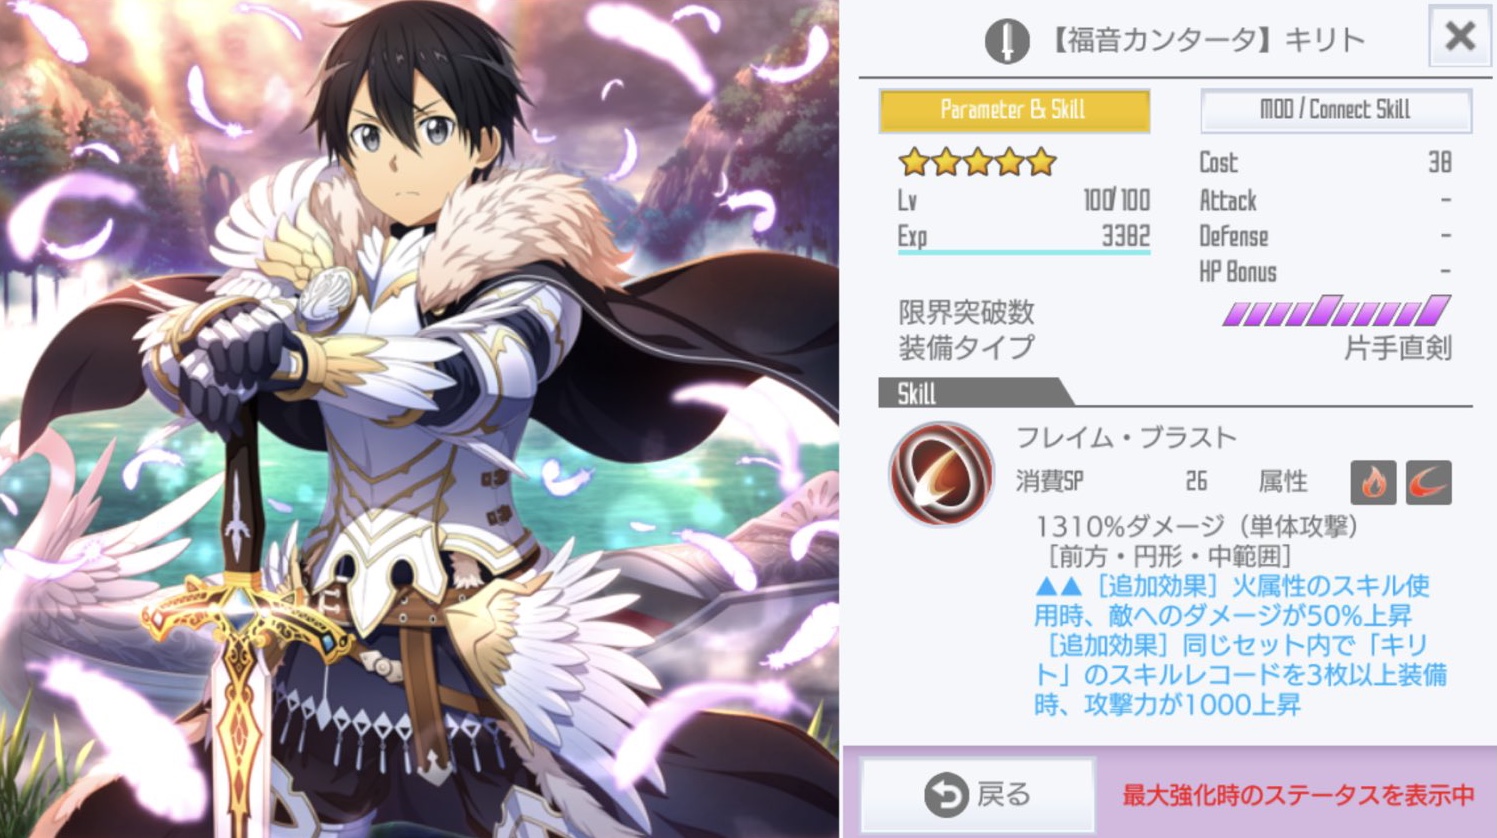 【福音カンタータ】キリト
Parameter & Skill
MOD / Connect Skill
Cost 38
Lv 100/100
Attack -
Exp 3382
Defense -
HP Bonus -
限界突破数
装備タイプ 片手直剣
Skill
フレイム・ブラスト
消費SP 26 属性
1310%ダメージ（単体攻撃）
［前方・円形・中範囲］
▲▲［追加効果］火属性のスキル使
用時、敵へのダメージが50%上昇
［追加効果］同じセット内で「キリ
ト」のスキルレコードを3枚以上装備
時、攻撃力が1000上昇
戻る
最大強化時のステータスを表示中